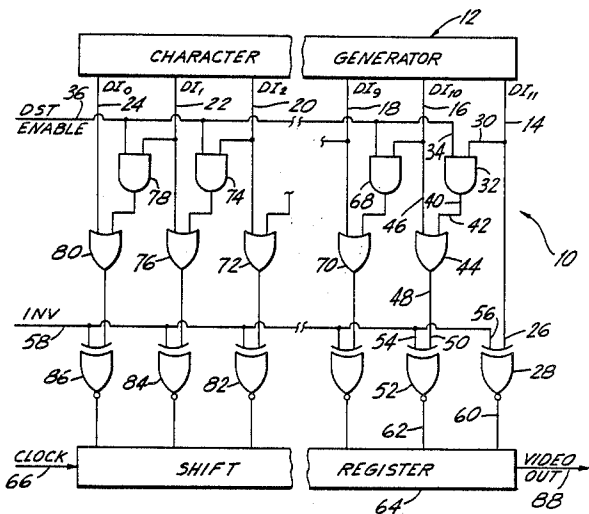 12
CHARACTER GENERATOR
DI0 DI1 DI2 DI9 DI10 DI11
36 24 22 20 18 16 14
DST
ENABLE
34 30
78 74 68 40 32
46 42
80 76 72 70 44 10
48
INV 56 26
58 54 50
86 84 82 52 28
62 60
CLOCK SHIFT REGISTER VIDEO
66 OUT
64 88